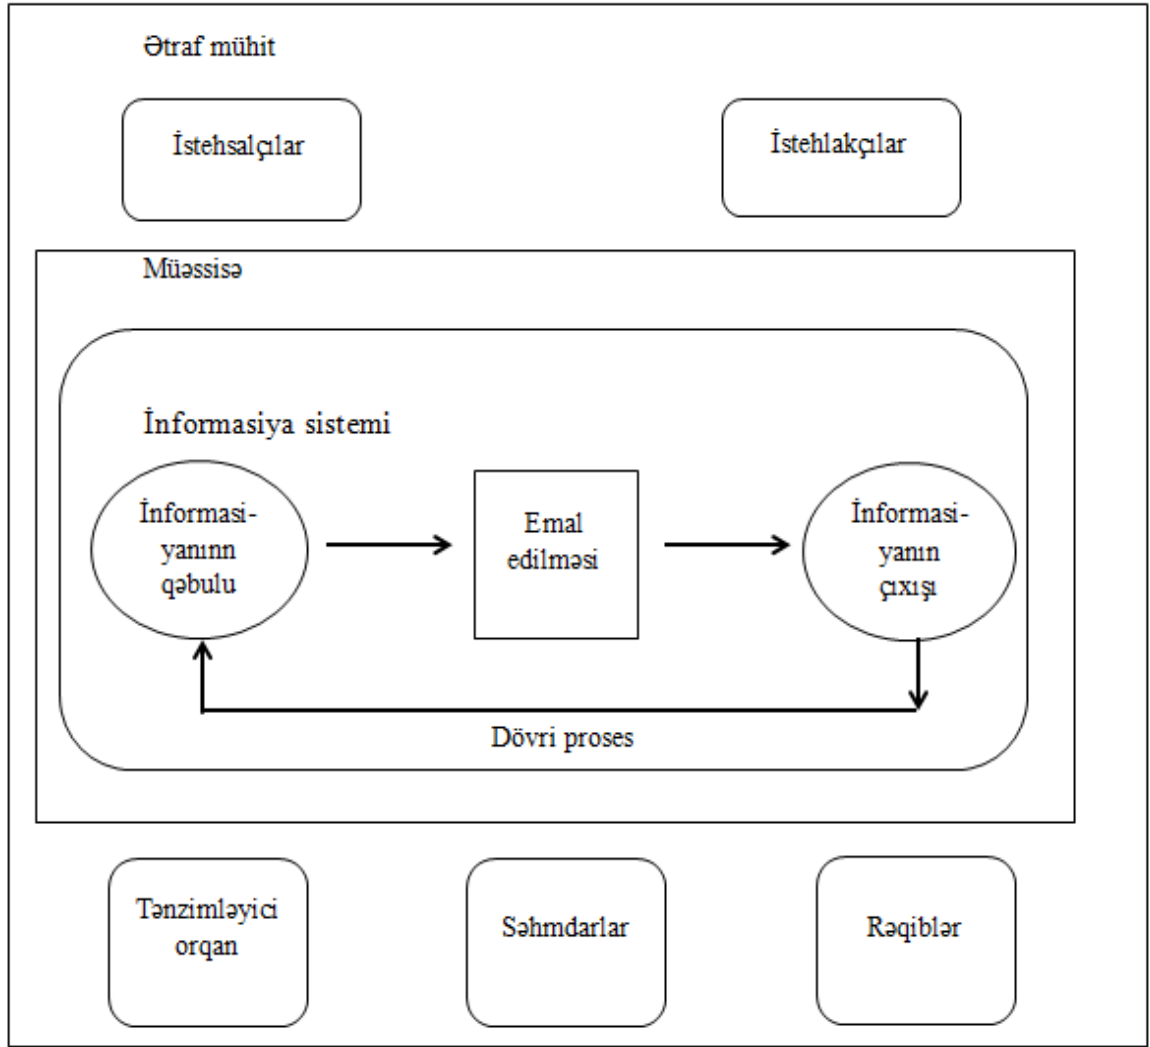 Ətraf mühit
İstehsalçılar
İstehlakçılar
Müəssisə
İnformasiya sistemi
İnformasi-
yanınn
qəbulu
Emal
edilməsi
İnformasi-
yanın
çıxışı
Dövri proses
Tənzimləyici
orqan
Səhmdarlar
Rəqiblər